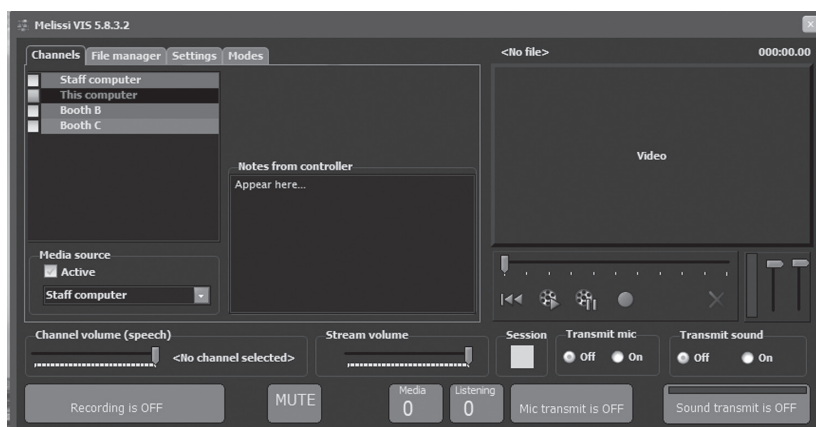 Melissi VIS 5.8.3.2
Channels File manager Settings Modes
<No file> 000:00.00
Staff computer
This computer
Booth B
Booth C
Video
Notes from controller
Appear here...
Media source
Active
Staff computer
Channel volume (speech)
<No channel selected>
Stream volume
Session
Transmit mic
Off On
Transmit sound
Off On
Recording is OFF
MUTE
Media
0
Listening
0
Mic transmit is OFF
Sound transmit is OFF